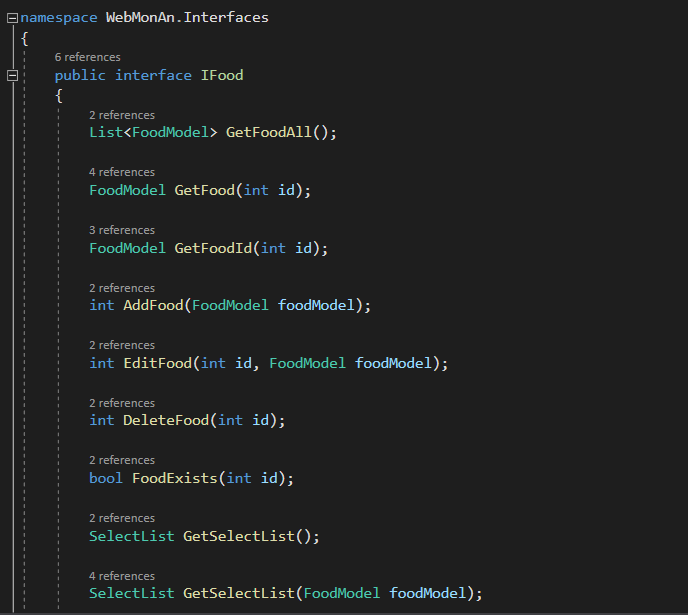 namespace WebMonAn.Interfaces
{
6 references
public interface IFood
{
2 references
List<FoodModel> GetFoodAll();
4 references
FoodModel GetFood(int id);
3 references
FoodModel GetFoodId(int id);
2 references
int AddFood(FoodModel foodModel);
2 references
int EditFood(int id, FoodModel foodModel);
2 references
int DeleteFood(int id);
2 references
bool FoodExists(int id);
2 references
SelectList GetSelectList();
4 references
SelectList GetSelectList(FoodModel foodModel);